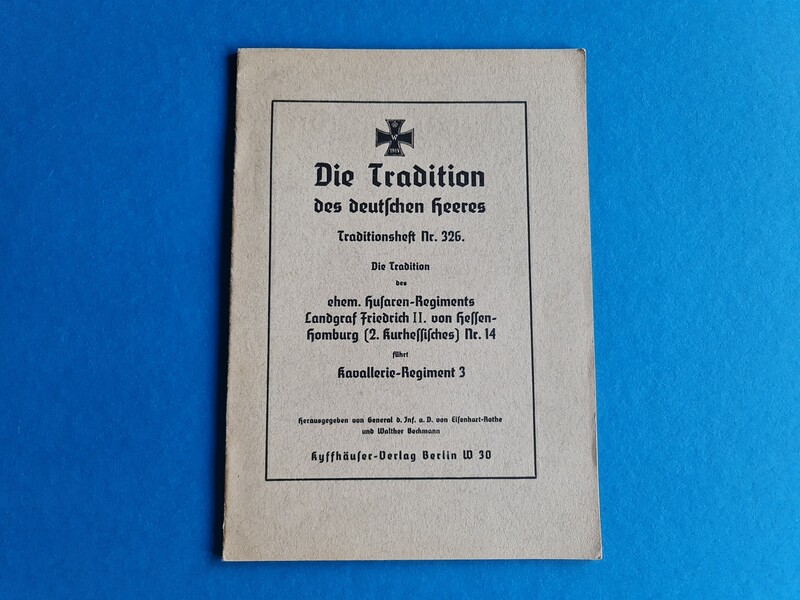 W
1914
Die Tradition
des deutſchen Heeres
Traditionsheft Nr. 326.
Die Tradition
des
ehem. Huſaren-Regiments
Landgraf Friedrich II. von Heſſen-
Homburg (2. Kurheſſiſches) Nr. 14
führt
Kavallerie-Regiment 3
Herausgegeben von General d. Inf. a. D. von Eiſenhart-Rothe
und Walther Beckmann
Kyffhäuſer-Verlag Berlin W 30